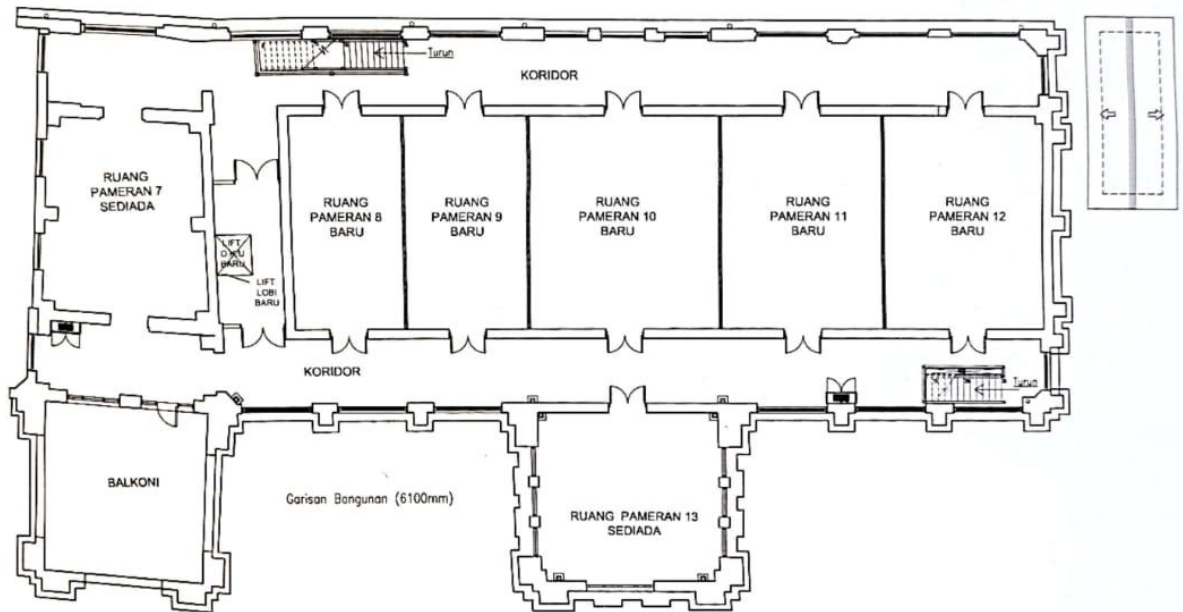 Turun
KORIDOR
RUANG
PAMERAN 7
SEDIADA
RUANG
PAMERAN 8
BARU
RUANG
PAMERAN 9
BARU
RUANG
PAMERAN 10
BARU
RUANG
PAMERAN 11
BARU
RUANG
PAMERAN 12
BARU
LIFT
BARU
LIFT
LOBI
BARU
KORIDOR
Turun
BALKONI
Garisan Bangunan (6100mm)
RUANG PAMERAN 13
SEDIADA